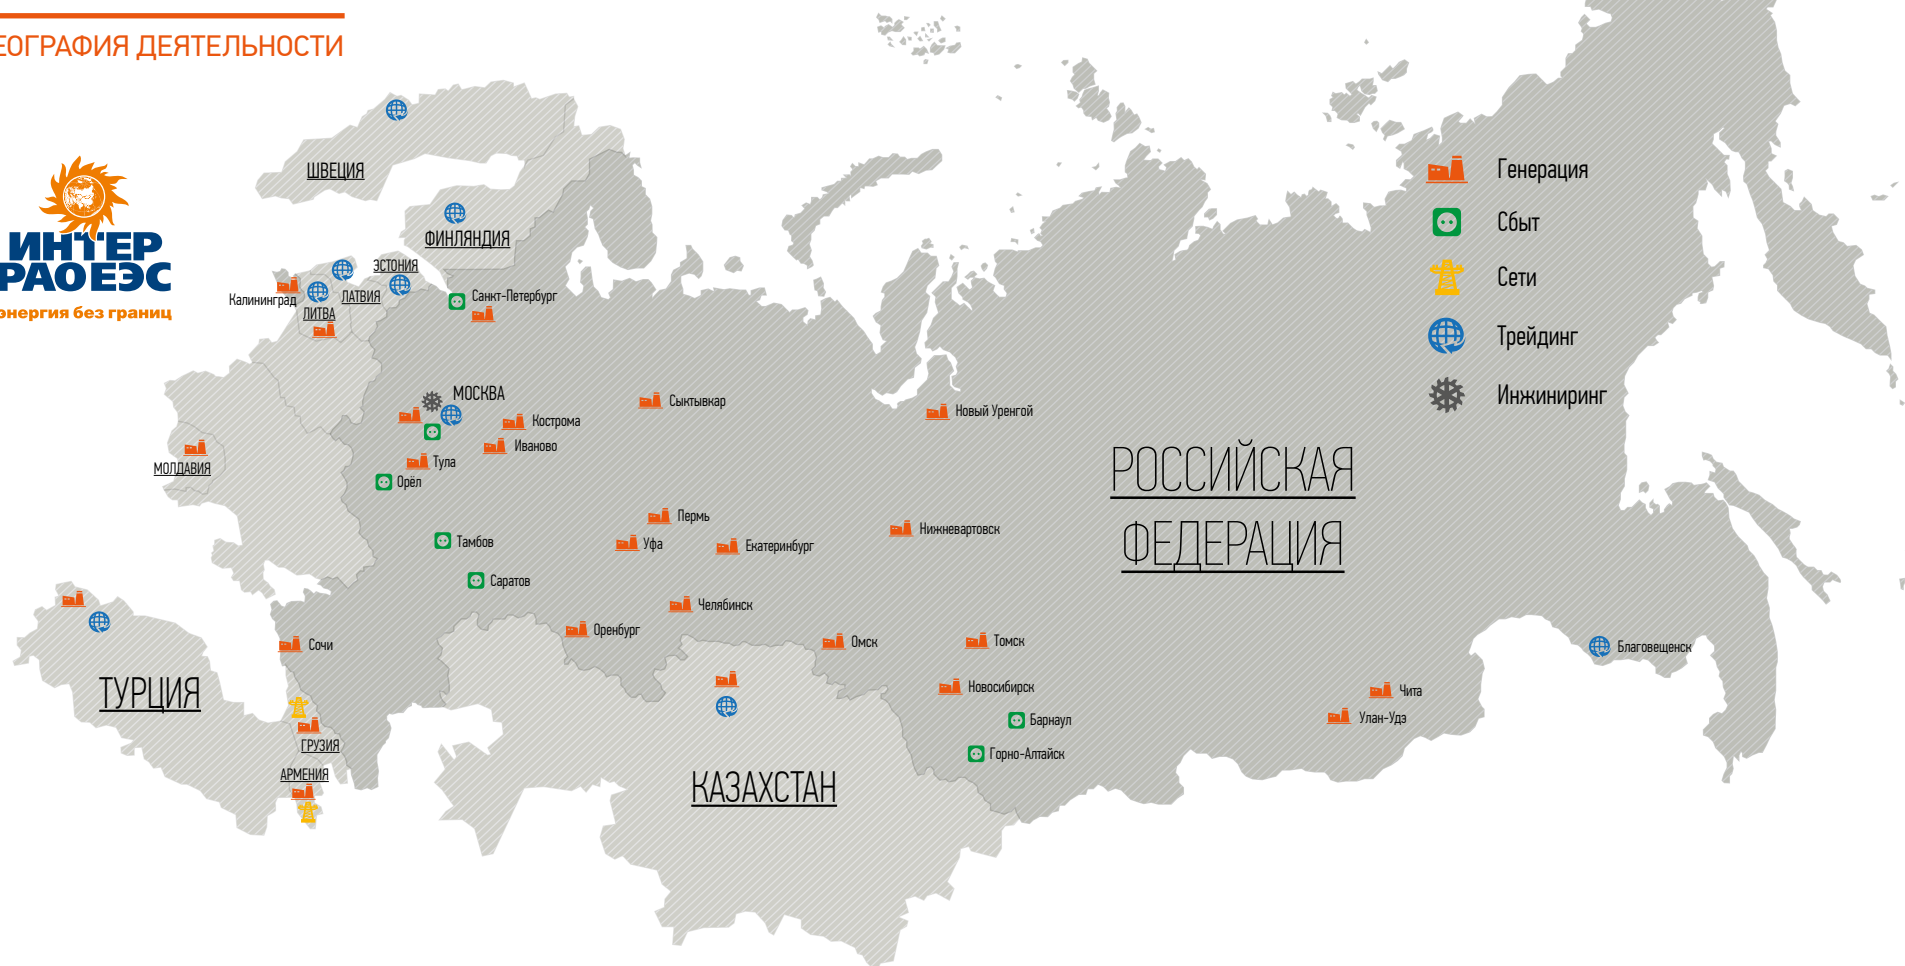 ЕОГРАФИЯ ДЕЯТЕЛЬНОСТИ
ИНТЕР
РАОЕЭС
энергия без границ
ШВЕЦИЯ
ФИНЛЯНДИЯ
ЭСТОНИЯ
ЛАТВИЯ
Калининград
ЛИТВА
Санкт-Петербург
МОСКВА
Кострома
Иваново
Тула
Орёл
Сыктывкар
Новый Уренгой
МОЛДАВИЯ
Тамбов
Саратов
Пермь
Уфа
Екатеринбург
Нижневартовск
Челябинск
Оренбург
Омск
Томск
Новосибирск
Барнаул
Горно-Алтайск
Сочи
ТУРЦИЯ
ГРУЗИЯ
АРМЕНИЯ
КАЗАХСТАН
РОССИЙСКАЯ
ФЕДЕРАЦИЯ
Чита
Улан-Удэ
Благовещенск
Генерация
Сбыт
Сети
Трейдинг
Инжиниринг